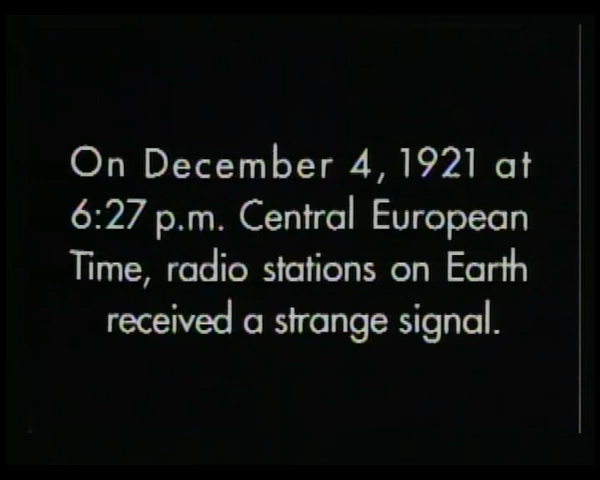 On December 4, 1921 at
6:27 p.m. Central European
Time, radio stations on Earth
received a strange signal.